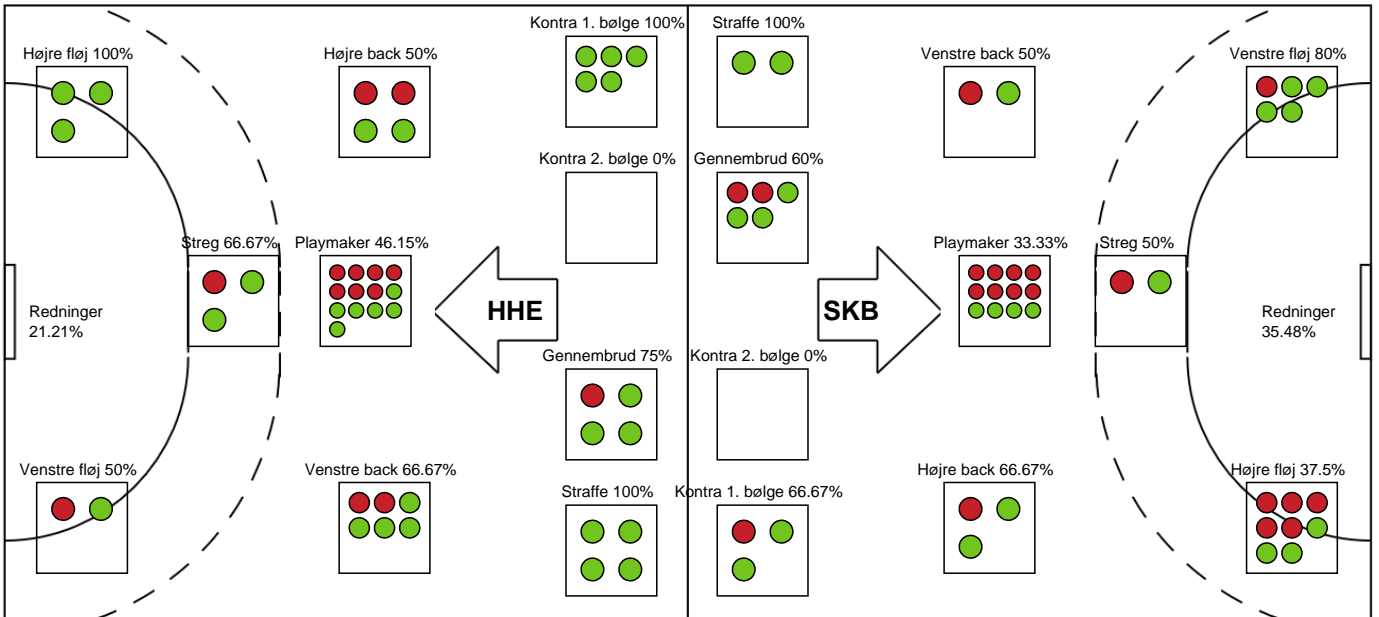 Kontra 1. bølge 100%
Straffe 100%
Højre fløj 100%
Højre back 50%
Venstre back 50%
Venstre fløj 80%
Kontra 2. bølge 0%
Gennembrud 60%
Streg 66.67%
Playmaker 46.15%
Playmaker 33.33%
Streg 50%
Redninger
21.21%
HHE
SKB
Redninger
35.48%
Gennembrud 75%
Kontra 2. bølge 0%
Venstre fløj 50%
Venstre back 66.67%
Højre back 66.67%
Højre fløj 37.5%
Straffe 100%
Kontra 1. bølge 66.67%